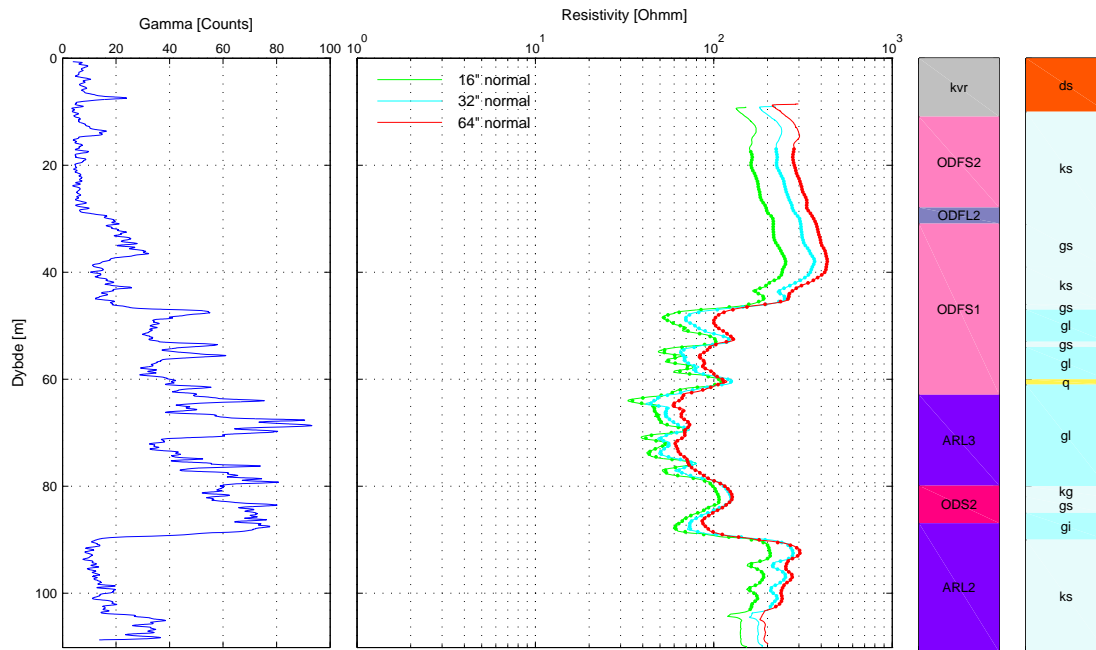 Gamma [Counts]
0 20 40 60 80 100
Resistivity [Ohmm]
10^0 10^1 10^2 10^3
Dybde [m]
0
20
40
60
80
100
16" normal
32" normal
64" normal
kvr
ODFS2
ODFL2
ODFS1
ARL3
ODS2
ARL2
ds
ks
gs
ks
gs
gl
gs
gl
q
gl
kg
gs
gi
ks